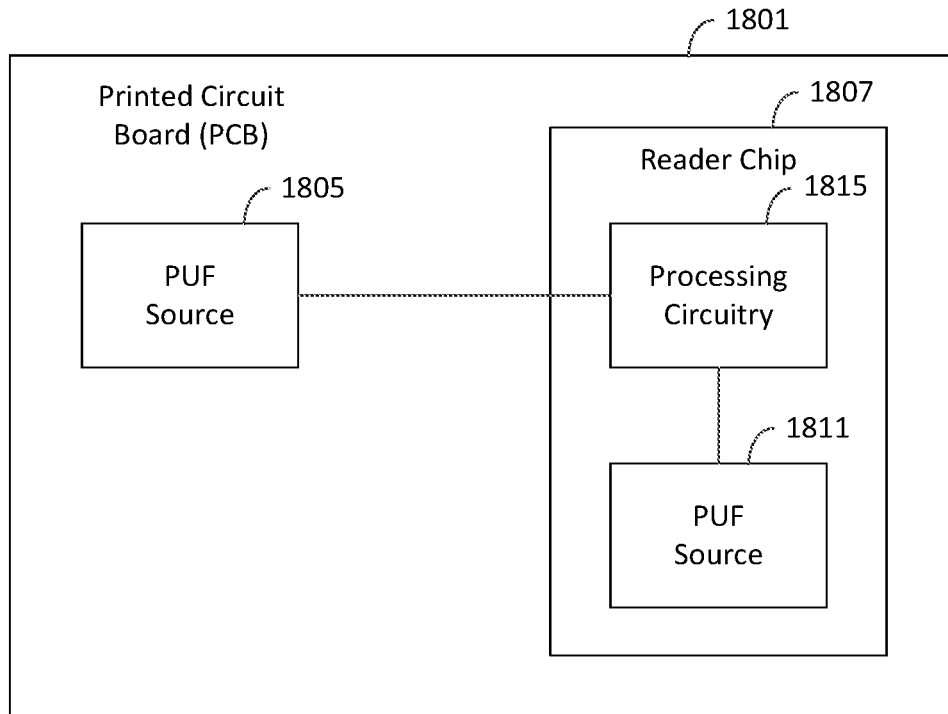 1801
Printed Circuit
Board (PCB)
1807
Reader Chip
1805
1815
PUF
Source
Processing
Circuitry
1811
PUF
Source